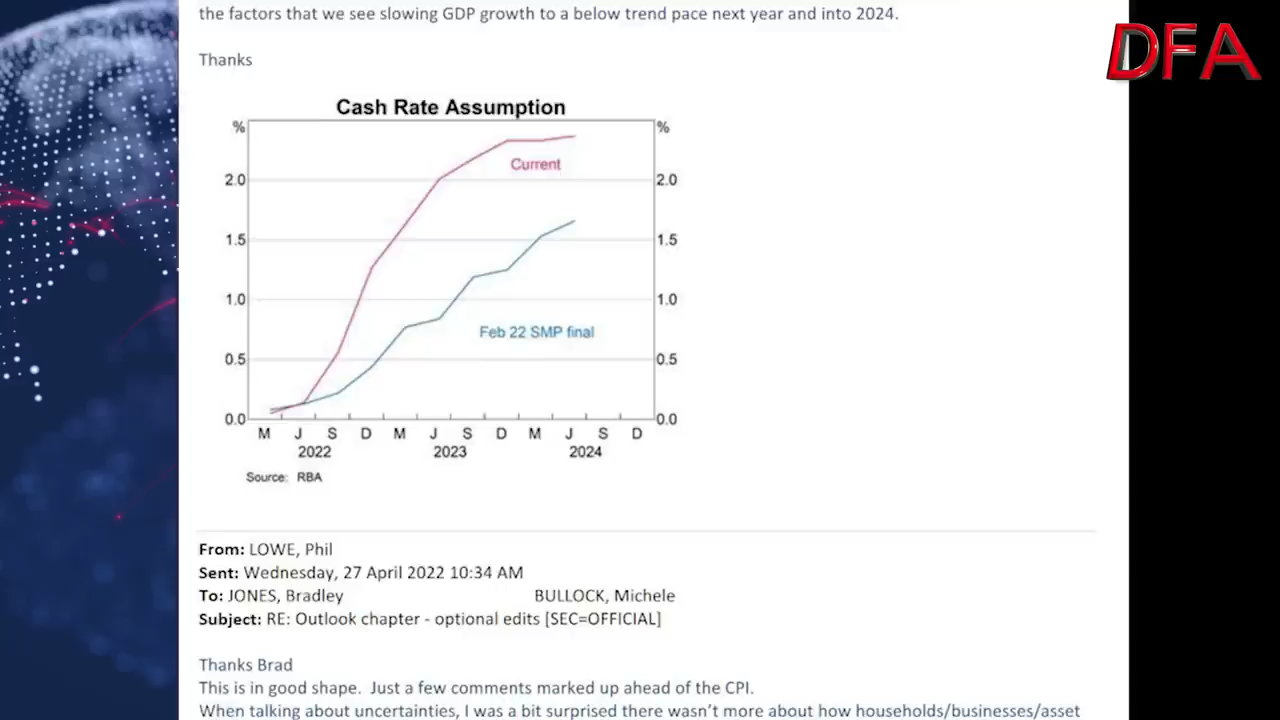 the factors that we see slowing GDP growth to a below trend pace next year and into 2024.
DFA
Thanks
Cash Rate Assumption
% %
Current
2.0 2.0
1.5 1.5
1.0 1.0
Feb 22 SMP final
0.5 0.5
0.0 0.0
M J S D M J S D M J S D
2022 2023 2024
Source: RBA
From: LOWE, Phil
Sent: Wednesday, 27 April 2022 10:34 AM
To: JONES, Bradley BULLOCK, Michele
Subject: RE: Outlook chapter - optional edits [SEC=OFFICIAL]
Thanks Brad
This is in good shape. Just a few comments marked up ahead of the CPI.
When talking about uncertainties, I was a bit surprised there wasn't more about how households/businesses/asset